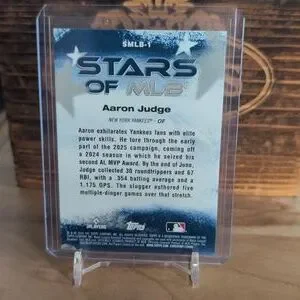 SMLB-1
STARS
OF MLB
Aaron Judge
NEW YORK YANKEES® - OF
Aaron exhilarates Yankees fans with elite
power skills. He tore through the early
part of the 2025 campaign, coming off
a 2024 season in which he seized his
second AL MVP Award. By the end of June,
Judge collected 30 roundtrippers and 67
RBI, with a .354 batting average and a
1.175 OPS. The slugger authored five
multiple-dinger games over that stretch.
PLAYERS
Topps